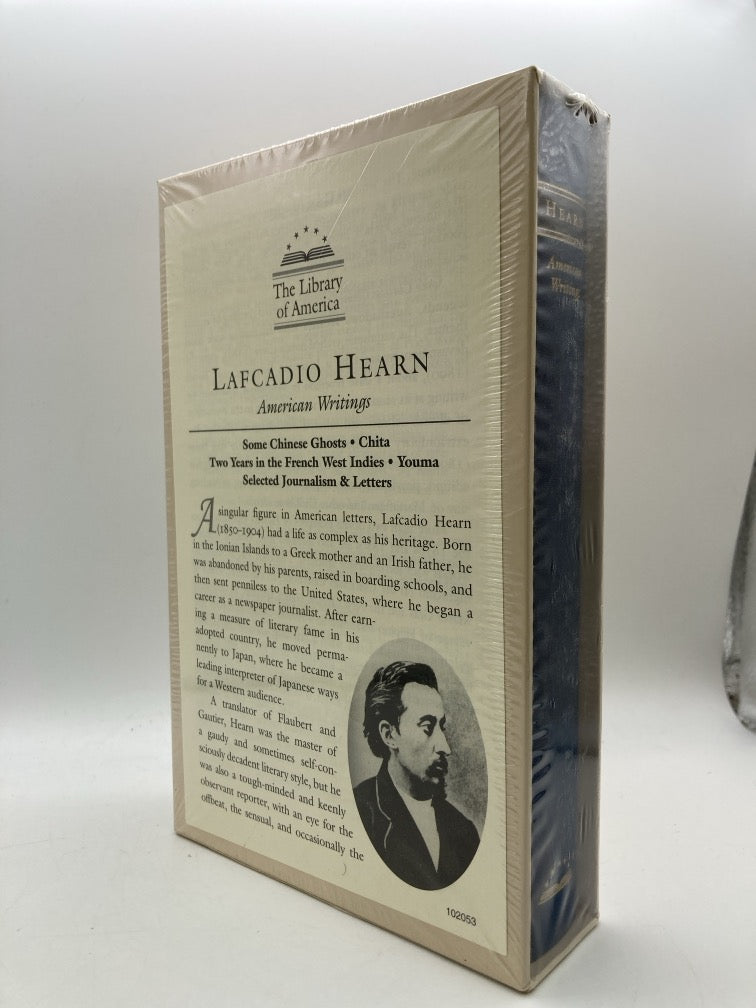 The Library
of America
LAFCADIO HEARN
American Writings
Some Chinese Ghosts • Chita
Two Years in the French West Indies • Youma
Selected Journalism & Letters
A singular figure in American letters, Lafcadio Hearn
(1850–1904) had a life as complex as his heritage. Born
in the Ionian Islands to a Greek mother and an Irish father, he
was abandoned by his parents, raised in boarding schools, and
then sent penniless to the United States, where he began a
career as a newspaper journalist. After earn-
ing a measure of literary fame in his
adopted country, he moved perma-
nently to Japan, where he became a
leading interpreter of Japanese ways
for a Western audience.
A translator of Flaubert and
Gautier, Hearn was the master of
a gaudy and sometimes self-con-
sciously decadent literary style, but he
was also a tough-minded and keenly
observant reporter, with an eye for the
offbeat, the sensual, and occasionally the
102053
HEARN
American
Writings